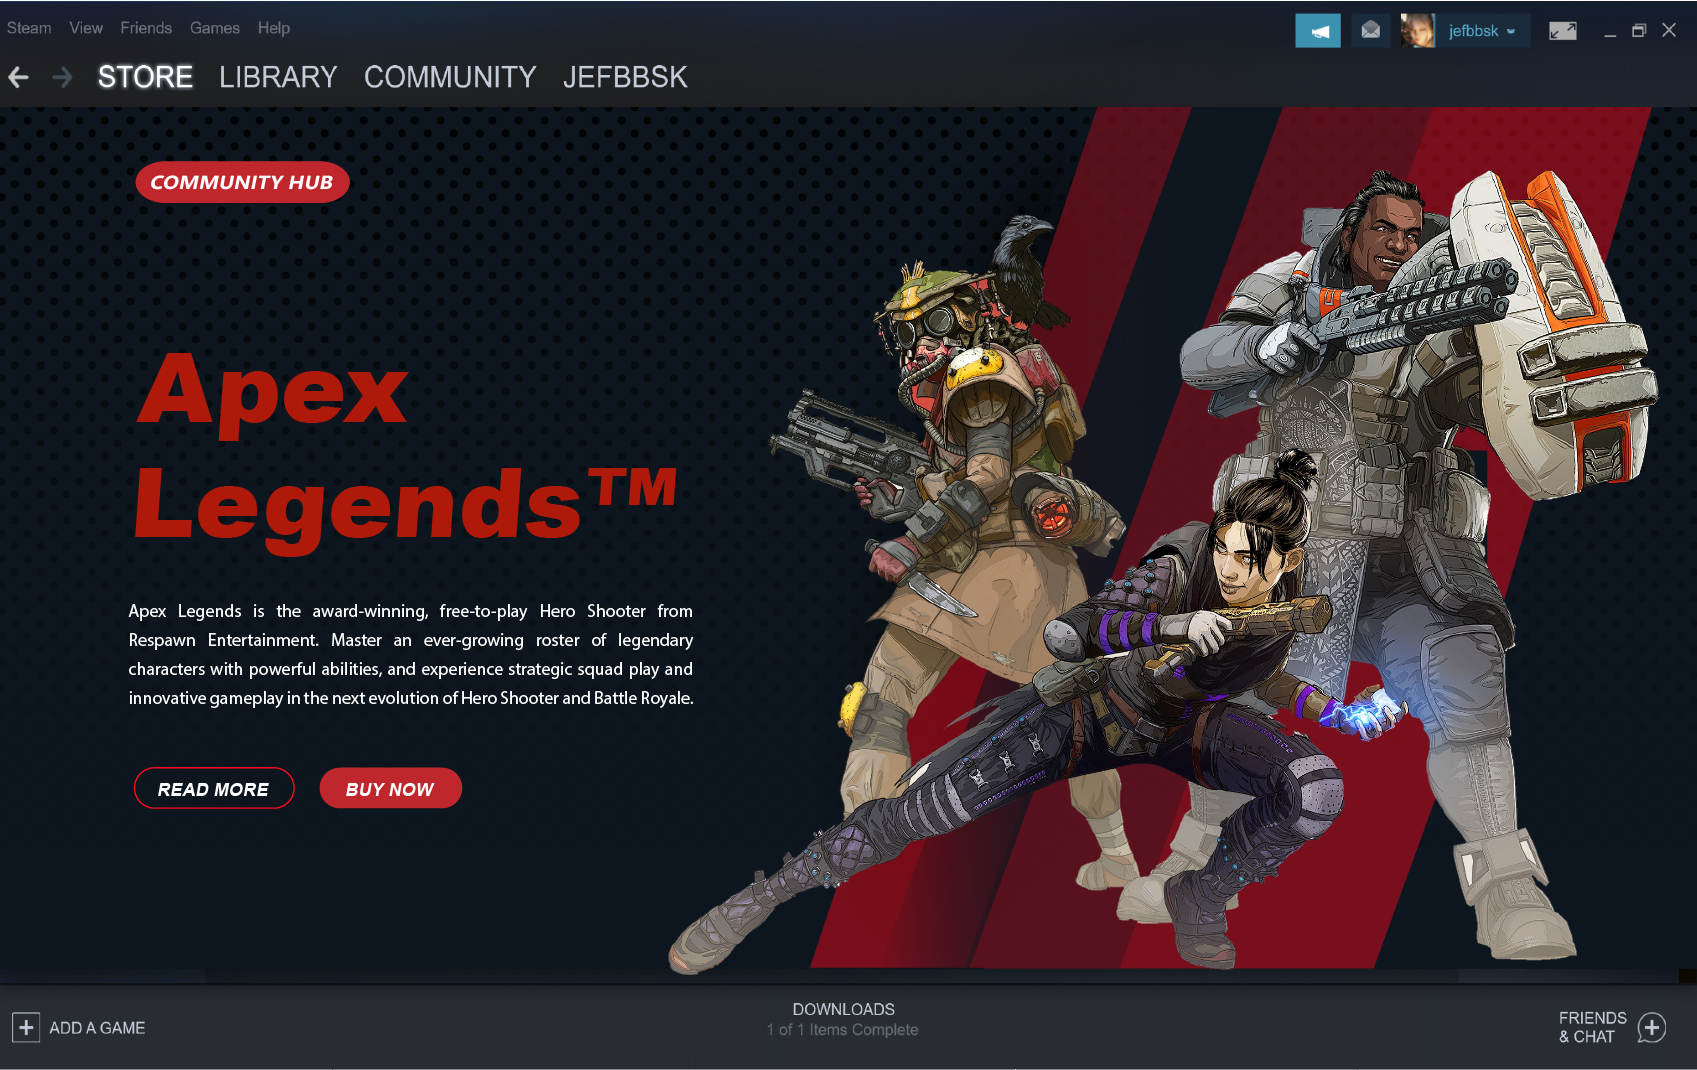 Steam View Friends Games Help
jefbbsk
STORE LIBRARY COMMUNITY JEFBBSK
COMMUNITY HUB
Apex
Legends™
Apex Legends is the award-winning, free-to-play Hero Shooter from
Respawn Entertainment. Master an ever-growing roster of legendary
characters with powerful abilities, and experience strategic squad play and
innovative gameplay in the next evolution of Hero Shooter and Battle Royale.
READ MORE BUY NOW
ADD A GAME
DOWNLOADS
1 of 1 Items Complete
FRIENDS
& CHAT